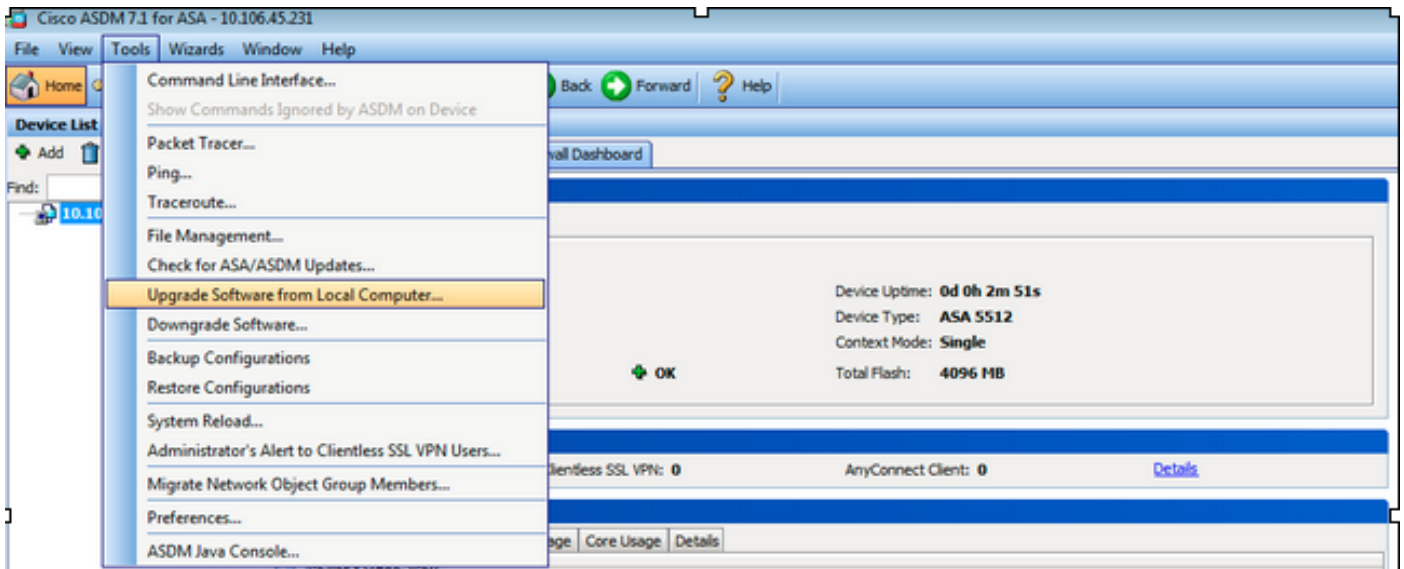 Cisco ASDM 7.1 for ASA - 10.106.45.231
File View Tools Wizards Window Help
Home Back Forward Help
Device List
Add
Find:
10.10
Command Line Interface...
Show Commands Ignored by ASDM on Device
Packet Tracer...
Ping...
Traceroute...
File Management...
Check for ASA/ASDM Updates...
Upgrade Software from Local Computer...
Downgrade Software...
Backup Configurations
Restore Configurations
System Reload...
Administrator's Alert to Clientless SSL VPN Users...
Migrate Network Object Group Members...
Preferences...
ASDM Java Console...
wall Dashboard
Device Uptime: 0d 0h 2m 51s
Device Type: ASA 5512
Context Mode: Single
OK Total Flash: 4096 MB
lientless SSL VPN: 0 AnyConnect Client: 0 Details
age Core Usage Details